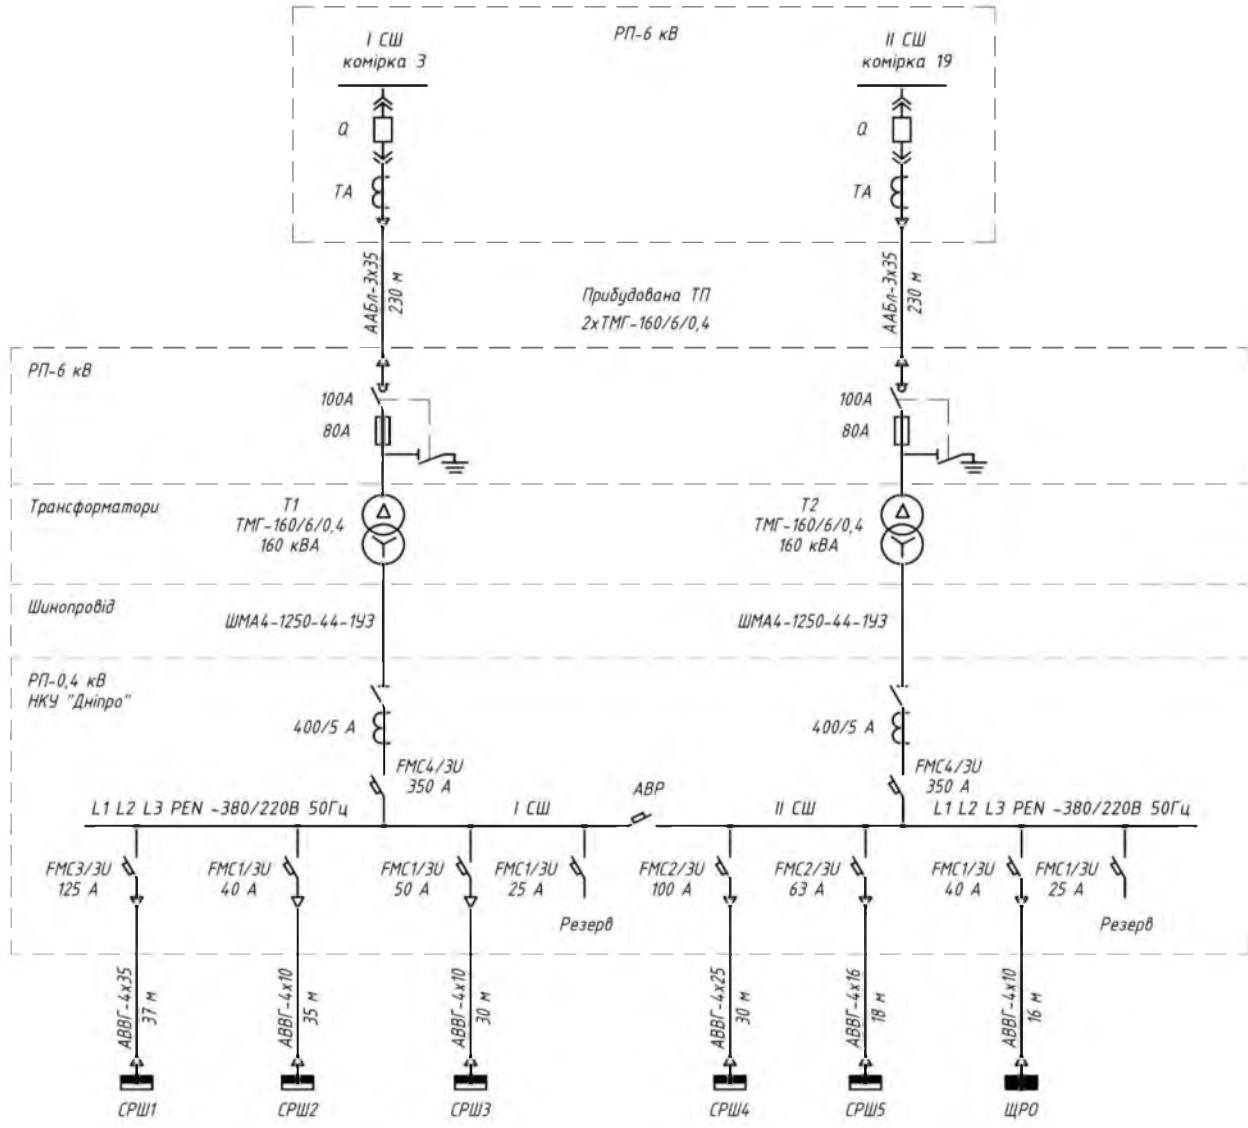 РП-6 кВ
І СШ
комірка 3
ІІ СШ
комірка 19
Q
Q
ТА
ТА
ААБл-3х35
230 м
ААБл-3х35
230 м
Прибудована ТП
2хТМГ-160/6/0,4
РП-6 кВ
100А
80А
100А
80А
Трансформатори
Т1
ТМГ-160/6/0,4
160 кВА
Т2
ТМГ-160/6/0,4
160 кВА
Шинопровід
ШМА4-1250-44-1У3
ШМА4-1250-44-1У3
РП-0,4 кВ
НКУ "Дніпро"
400/5 А
400/5 А
FMC4/3U
350 А
FMC4/3U
350 А
АВР
L1 L2 L3 PEN ~380/220В 50Гц
І СШ
ІІ СШ
L1 L2 L3 PEN ~380/220В 50Гц
FMC3/3U
125 А
FMC1/3U
40 А
FMC1/3U
50 А
FMC1/3U
25 А
FMC2/3U
100 А
FMC2/3U
63 А
FMC1/3U
40 А
FMC1/3U
25 А
Резерв
Резерв
АВВГ-4х35
37 м
АВВГ-4х10
35 м
АВВГ-4х10
30 м
АВВГ-4х25
30 м
АВВГ-4х16
18 м
АВВГ-4х10
16 м
СРШ1
СРШ2
СРШ3
СРШ4
СРШ5
ЩРО